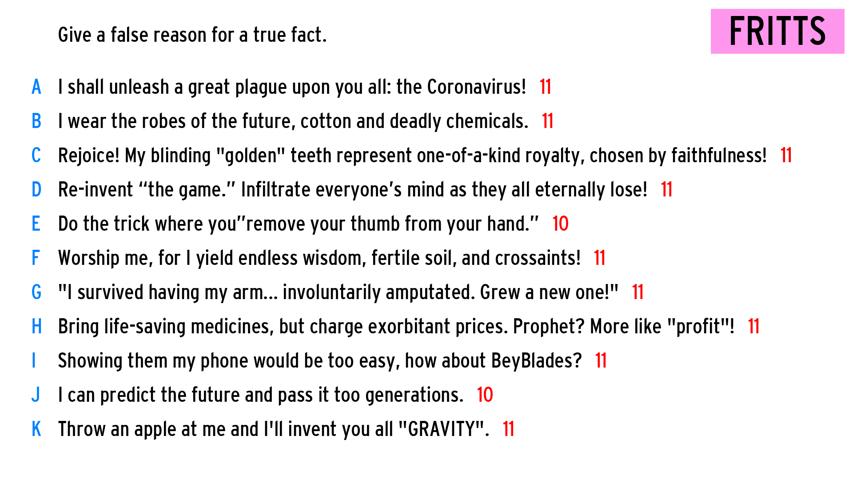 FRITTS
Give a false reason for a true fact.
A I shall unleash a great plague upon you all: the Coronavirus! 11
B I wear the robes of the future, cotton and deadly chemicals. 11
C Rejoice! My blinding "golden" teeth represent one-of-a-kind royalty, chosen by faithfulness! 11
D Re-invent “the game.” Infiltrate everyone’s mind as they all eternally lose! 11
E Do the trick where you”remove your thumb from your hand.” 10
F Worship me, for I yield endless wisdom, fertile soil, and crossaints! 11
G "I survived having my arm... involuntarily amputated. Grew a new one!" 11
H Bring life-saving medicines, but charge exorbitant prices. Prophet? More like "profit"! 11
I Showing them my phone would be too easy, how about BeyBlades? 11
J I can predict the future and pass it too generations. 10
K Throw an apple at me and I'll invent you all "GRAVITY". 11